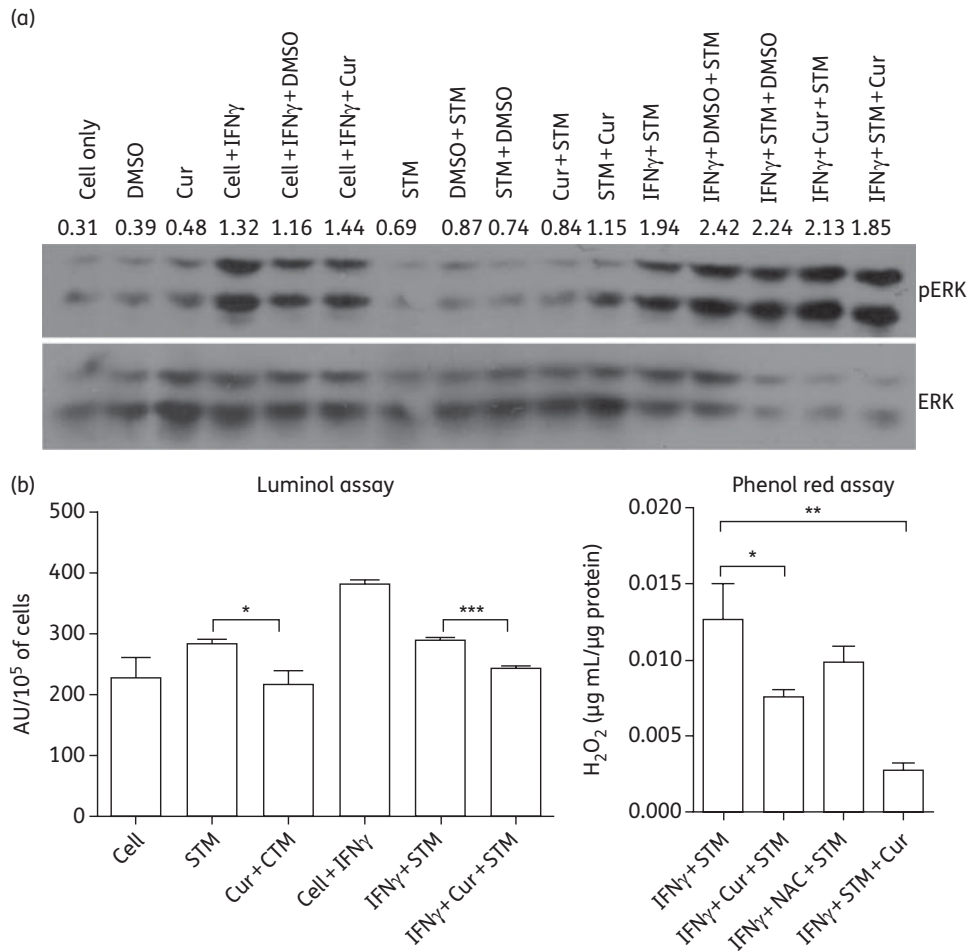 (a)
Cell only
DMSO
Cur
Cell + IFNγ
Cell + IFNγ + DMSO
Cell + IFNγ + Cur
STM
DMSO + STM
STM + DMSO
Cur + STM
STM + Cur
IFNγ + STM
IFNγ + DMSO + STM
IFNγ + STM + DMSO
IFNγ + Cur + STM
IFNγ + STM + Cur
0.31 0.39 0.48 1.32 1.16 1.44 0.69 0.87 0.74 0.84 1.15 1.94 2.42 2.24 2.13 1.85
pERK
ERK
(b)
Luminol assay
500
400
300
200
100
0
AU/10⁵ of cells
* ***
Cell
STM
Cur + CTM
Cell + IFNγ
IFNγ + STM
IFNγ + Cur + STM
Phenol red assay
0.020
0.015
0.010
0.005
0.000
H₂O₂ (µg mL/µg protein)
**
*
IFNγ + STM
IFNγ + Cur + STM
IFNγ + NAC + STM
IFNγ + STM + Cur